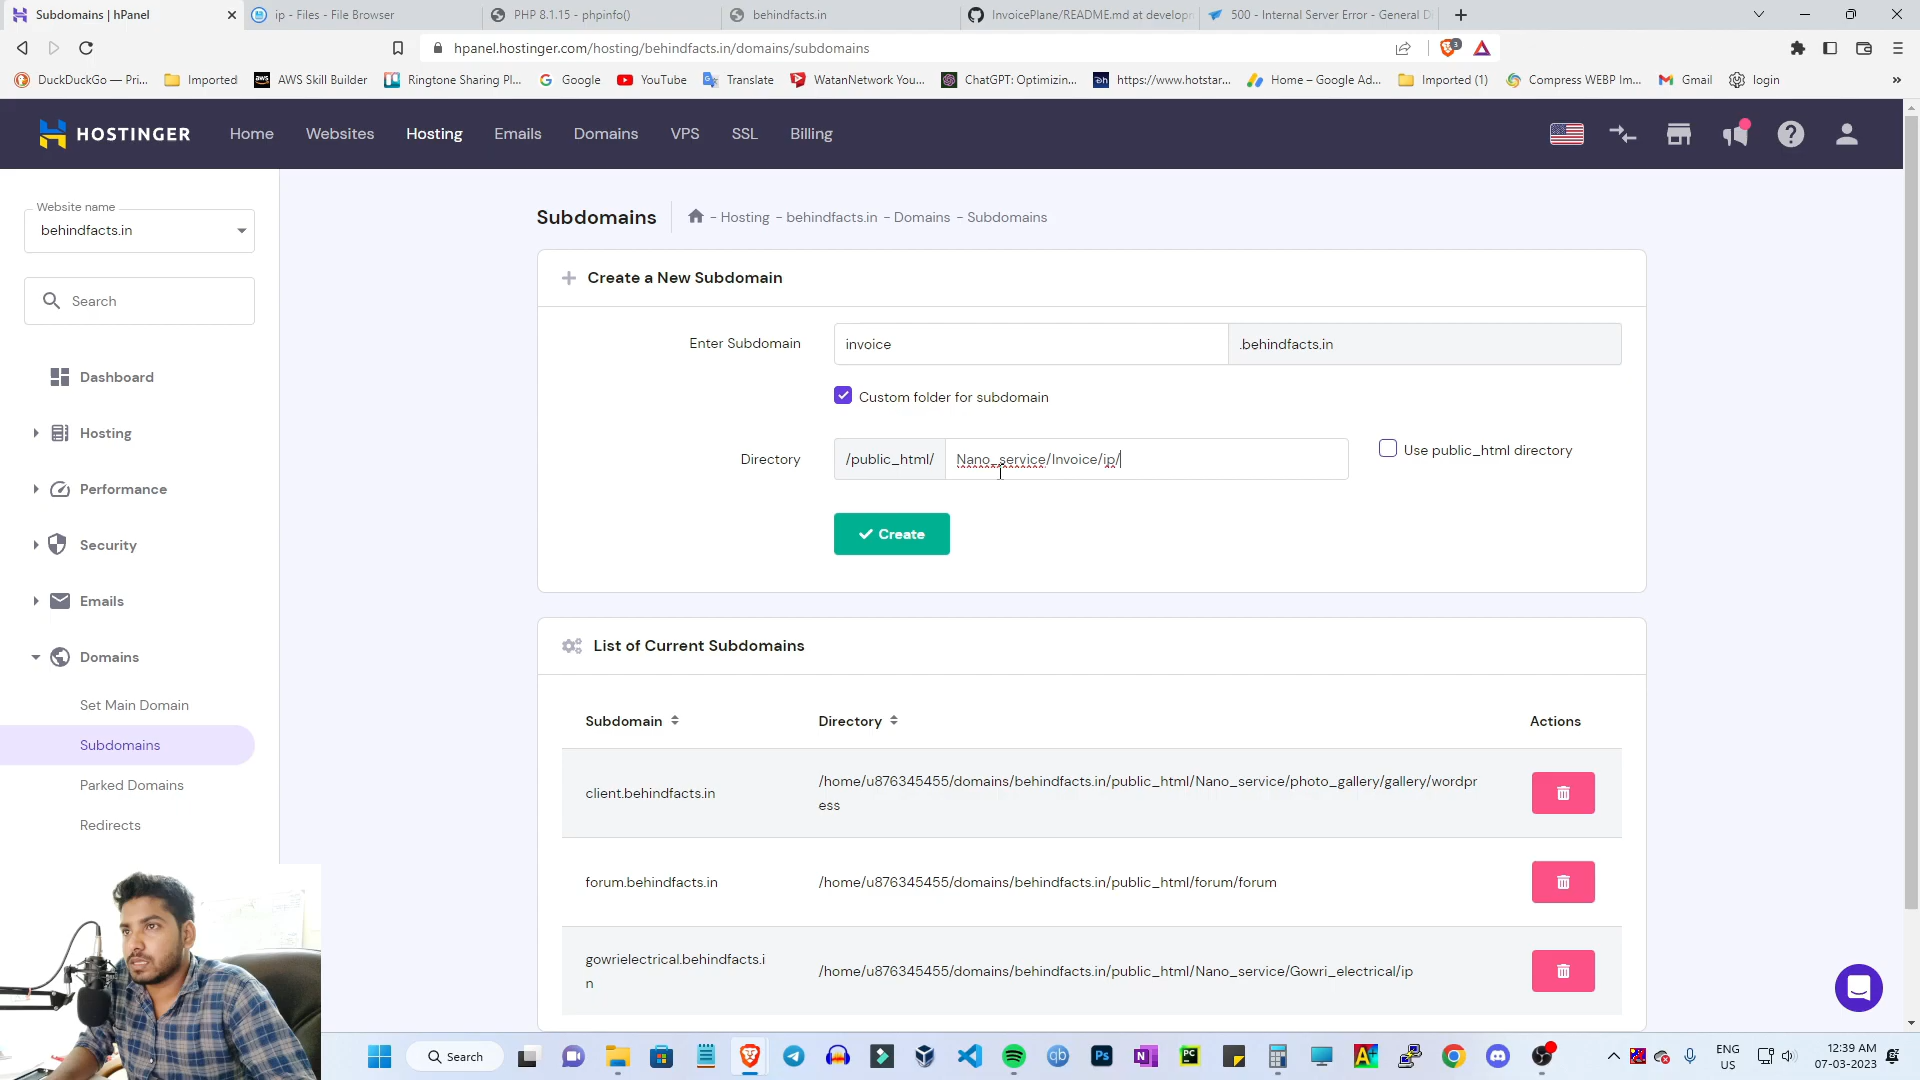 Subdomains | hPanel
ip - Files - File Browser
PHP 8.1.15 - phpinfo()
behindfacts.in
InvoicePlane/README.md at develop
500 - Internal Server Error - General D
hpanel.hostinger.com/hosting/behindfacts.in/domains/subdomains
3
DuckDuckGo — Pri...
Imported
AWS Skill Builder
Ringtone Sharing Pl...
Google
YouTube
Translate
WatanNetwork You...
ChatGPT: Optimizin...
https://www.hotstar...
Home – Google Ad...
Imported (1)
Compress WEBP Im...
Gmail
login
HOSTINGER
Home
Websites
Hosting
Emails
Domains
VPS
SSL
Billing
Website name
behindfacts.in
Search
Dashboard
Hosting
Performance
Security
Emails
Domains
Set Main Domain
Subdomains
Parked Domains
Redirects
Subdomains
- Hosting - behindfacts.in - Domains - Subdomains
Create a New Subdomain
Enter Subdomain
invoice
.behindfacts.in
Custom folder for subdomain
Directory
/public_html/
Nano_service/Invoice/ip/
Use public_html directory
Create
List of Current Subdomains
Subdomain
Directory
Actions
client.behindfacts.in
/home/u876345455/domains/behindfacts.in/public_html/Nano_service/photo_gallery/gallery/wordpr
ess
forum.behindfacts.in
/home/u876345455/domains/behindfacts.in/public_html/forum/forum
gowrielectrical.behindfacts.i
n
/home/u876345455/domains/behindfacts.in/public_html/Nano_service/Gowri_electrical/ip
Search
ENG
US
12:39 AM
07-03-2023